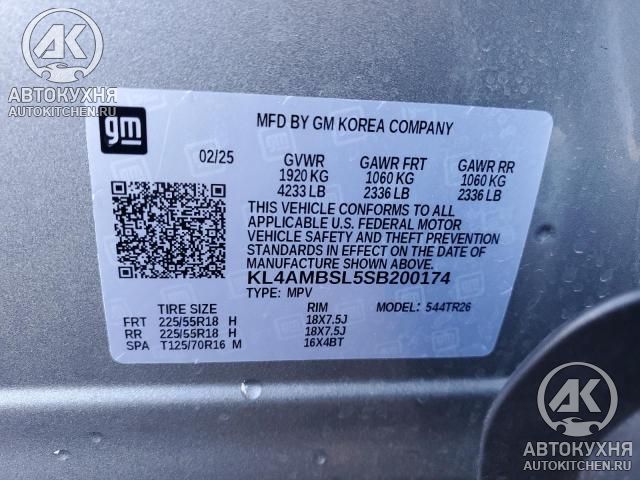 АВТОКУХНЯ
AUTOKITCHEN.RU
gm
MFD BY GM KOREA COMPANY
02/25 GVWR GAWR FRT GAWR RR
1920 KG 1060 KG 1060 KG
4233 LB 2336 LB 2336 LB
THIS VEHICLE CONFORMS TO ALL
APPLICABLE U.S. FEDERAL MOTOR
VEHICLE SAFETY AND THEFT PREVENTION
STANDARDS IN EFFECT ON THE DATE OF
MANUFACTURE SHOWN ABOVE.
KL4AMBSL5SB200174
TYPE: MPV MODEL: 544TR26
TIRE SIZE RIM
FRT 225/55R18 H 18X7.5J
RR 225/55R18 H 18X7.5J
SPA T125/70R16 M 16X4BT
АК
АВТОКУХНЯ
AUTOKITCHEN.RU